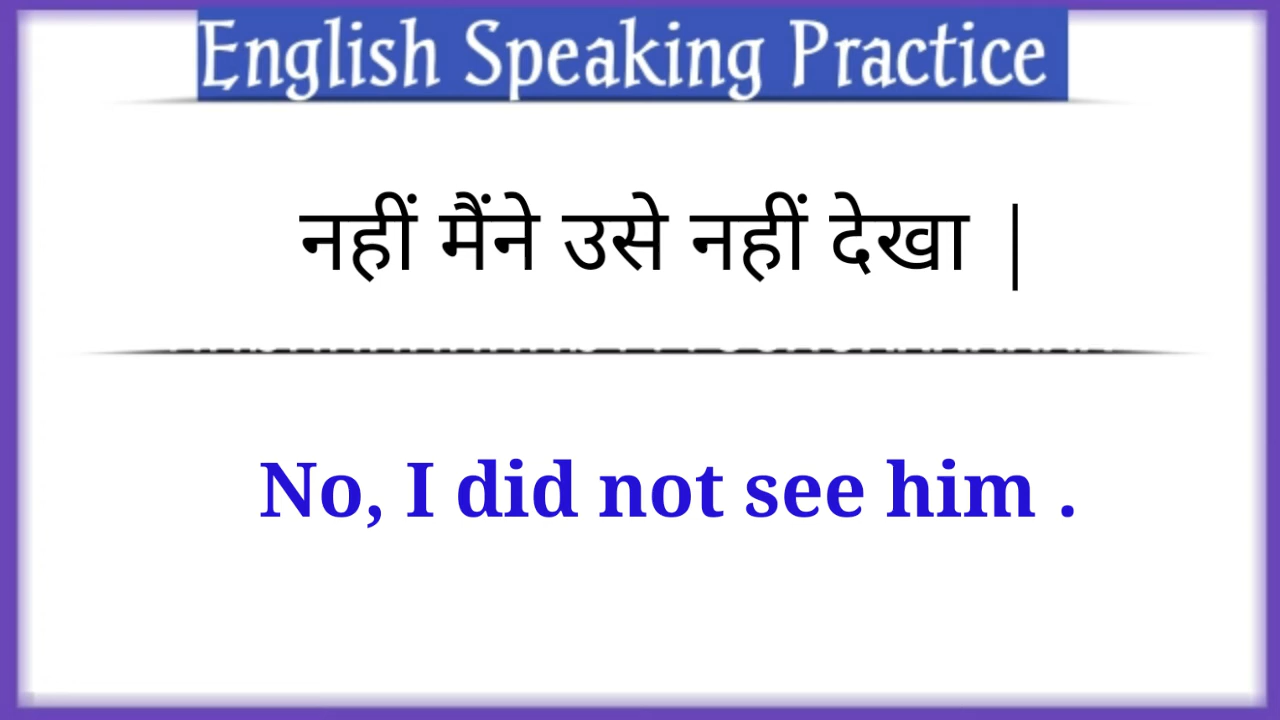 English Speaking Practice
नहीं मैंने उसे नहीं देखा |
No, I did not see him .